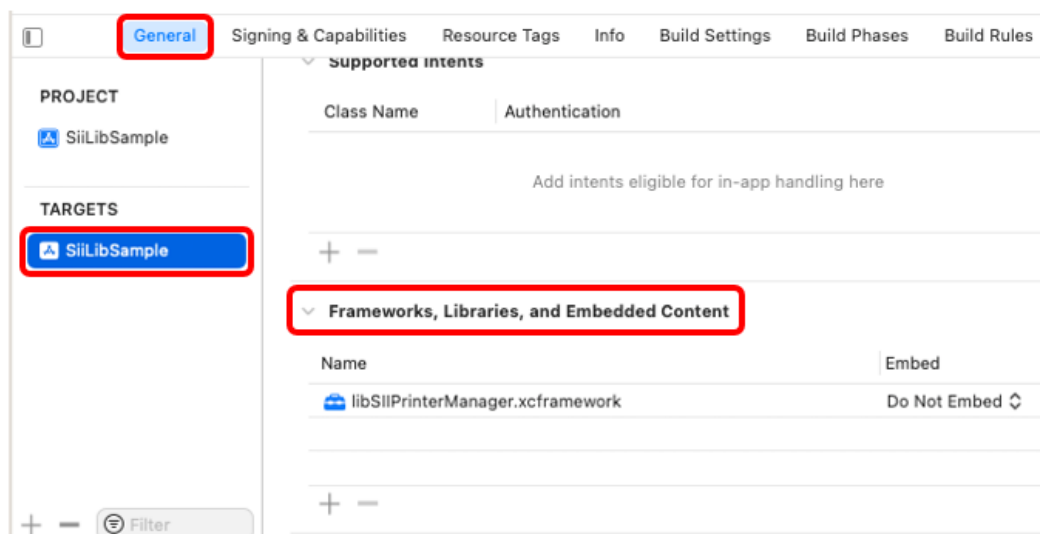 General Signing & Capabilities Resource Tags Info Build Settings Build Phases Build Rules
Supported Intents
PROJECT
Class Name Authentication
SiiLibSample
Add intents eligible for in-app handling here
TARGETS
SiiLibSample
Frameworks, Libraries, and Embedded Content
Name Embed
libSIIPrinterManager.xcframework Do Not Embed
Filter